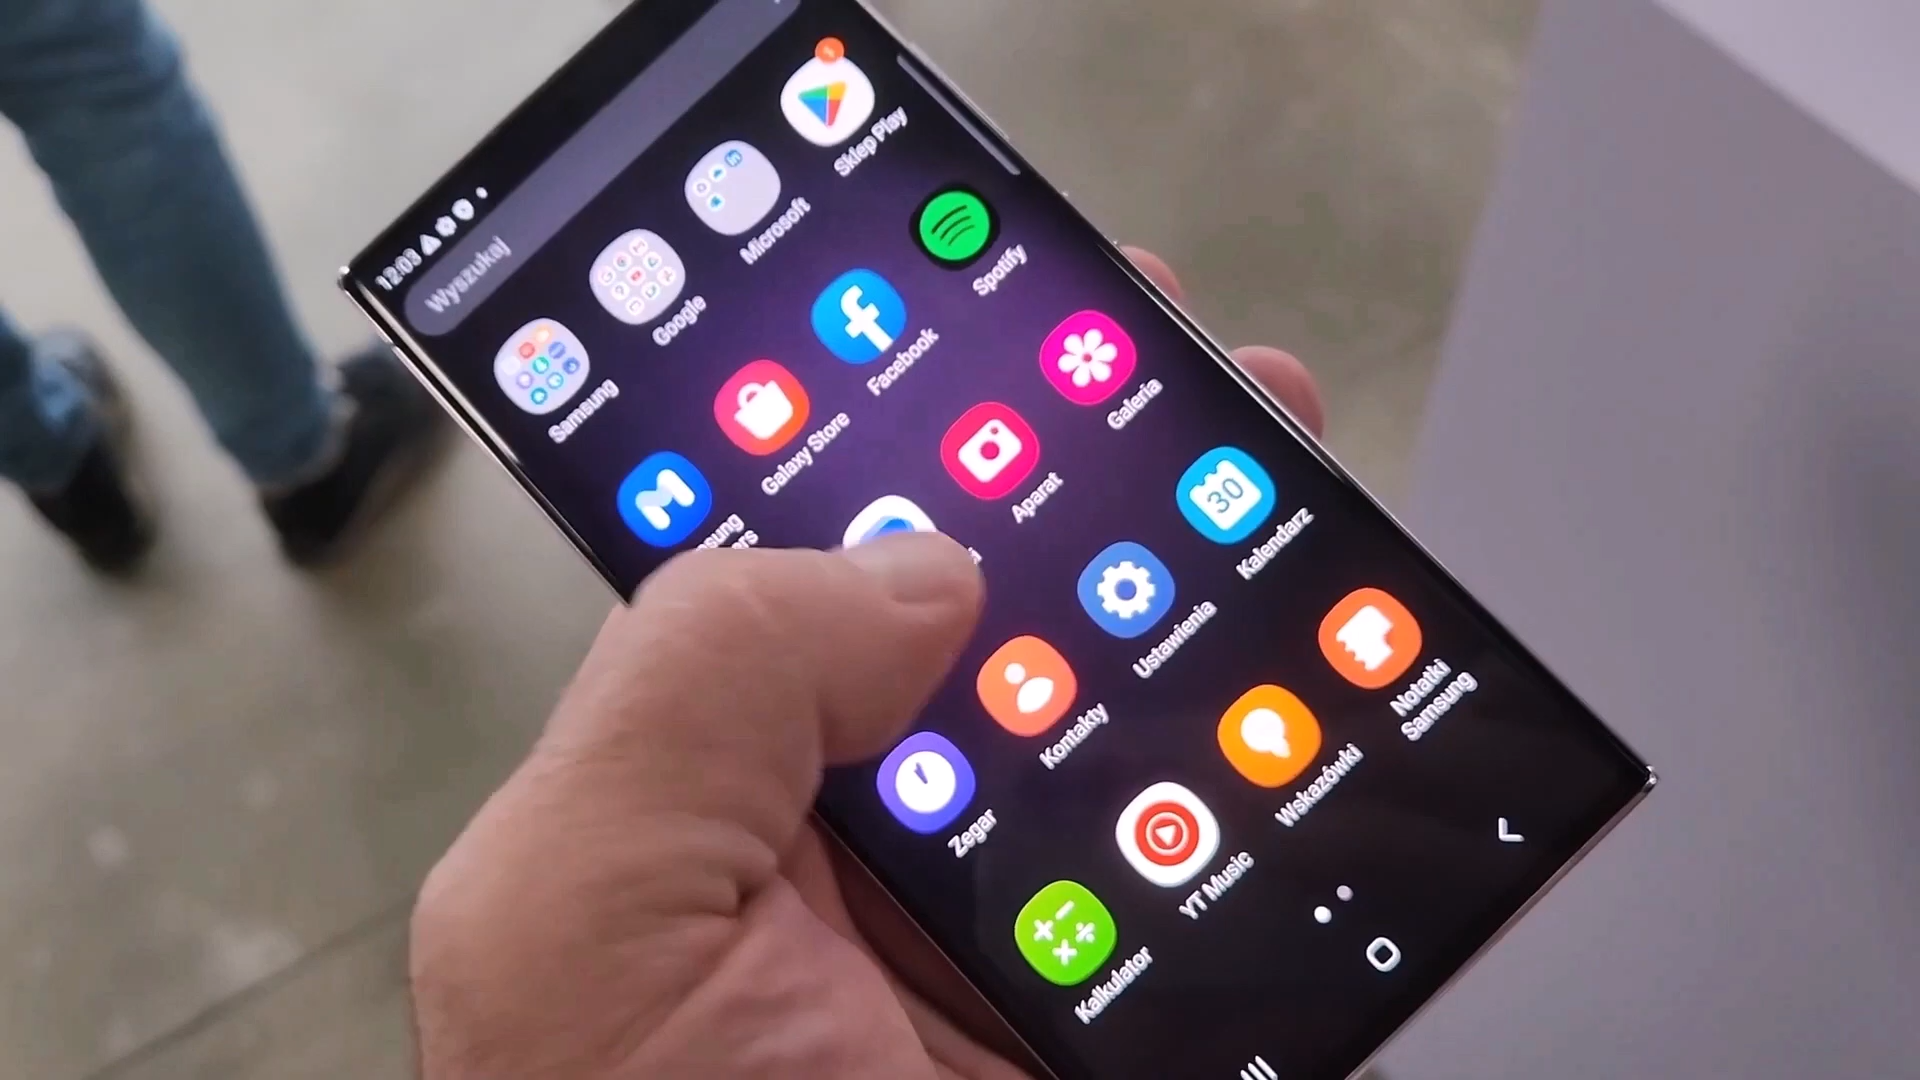 12:03
Wyszukaj
Samsung
Google
Microsoft
Sklep Play
Galaxy Store
Facebook
Spotify
Aparat
Galeria
Zegar
Kontakty
Ustawienia
Kalendarz
30
Kalkulator
YT Music
Wskazówki
Notatki
Samsung